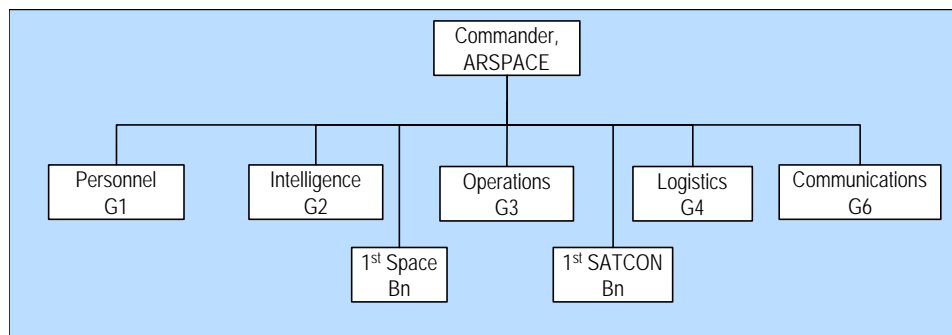 Commander,
ARSPACE
Personnel
G1
Intelligence
G2
Operations
G3
Logistics
G4
Communications
G6
1st Space
Bn
1st SATCON
Bn